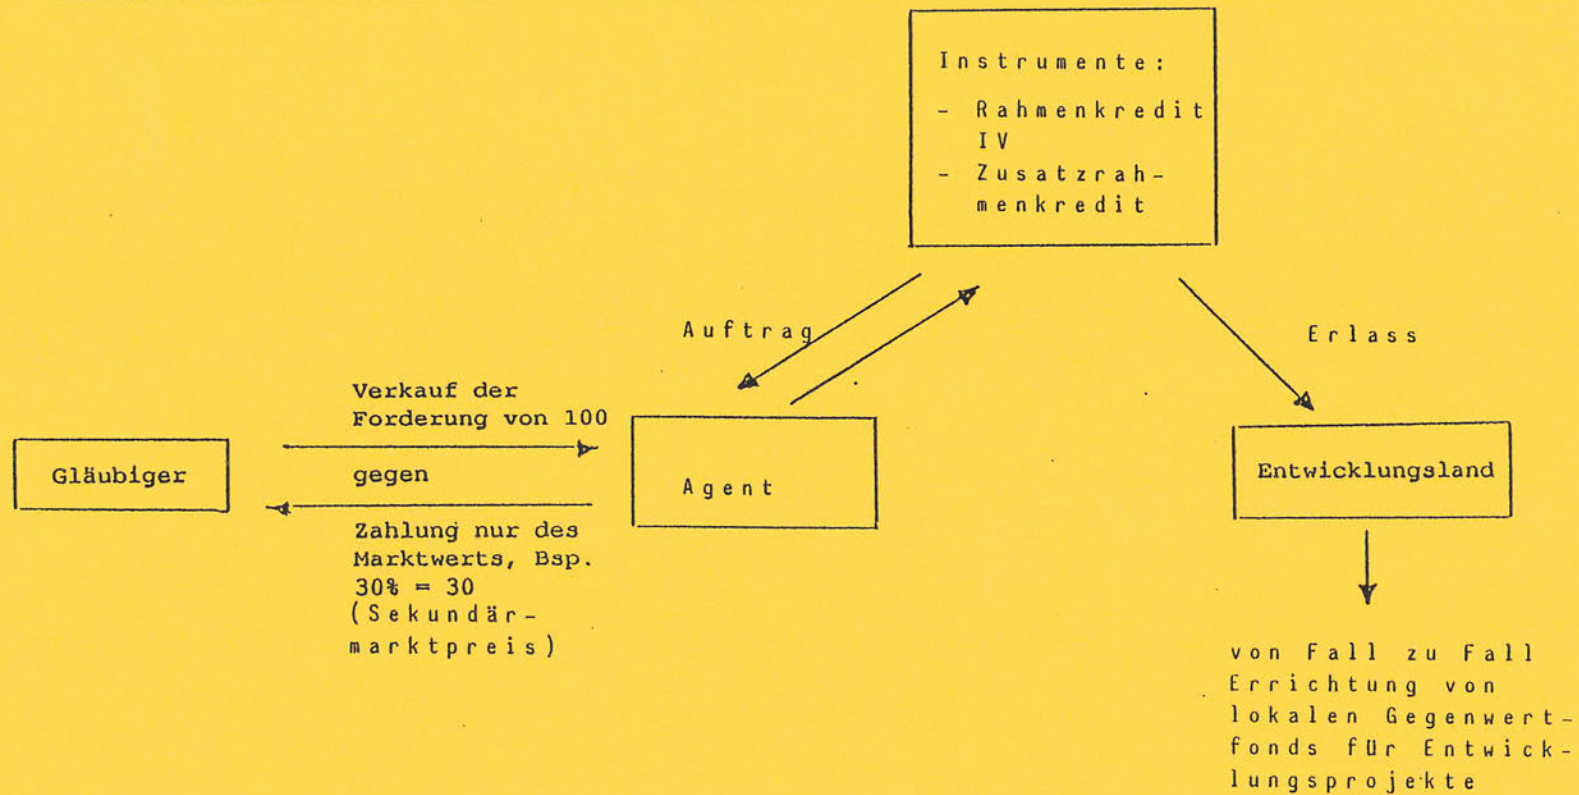 Instrumente:
- Rahmenkredit
IV
- Zusatzrah-
menkredit
Auftrag
Erlass
Verkauf der
Forderung von 100
Gläubiger
gegen
Agent
Entwicklungsland
Zahlung nur des
Marktwerts, Bsp.
30% = 30
(Sekundär-
marktpreis)
von Fall zu Fall
Errichtung von
lokalen Gegenwert-
fonds für Entwick-
lungsprojekte